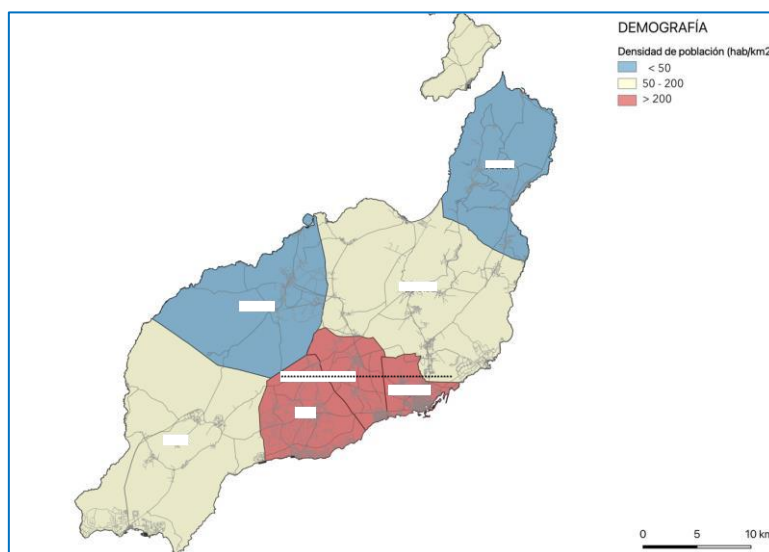 DEMOGRAFÍA
Densidad de población (hab/km2
< 50
50 - 200
> 200
0 5 10 km